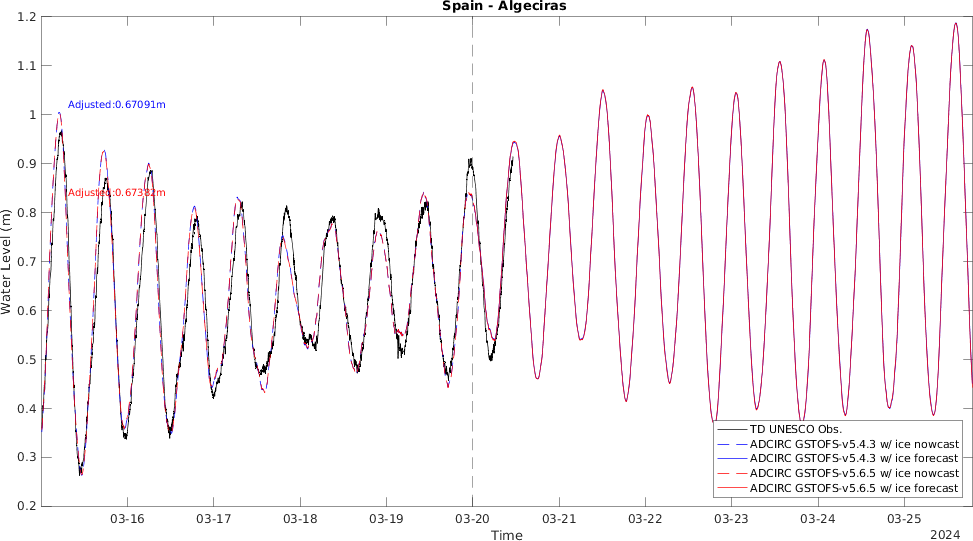 Spain - Algeciras
1.2
1.1
1
0.9
0.8
0.7
0.6
0.5
0.4
0.3
0.2
Water Level (m)
Adjusted:0.67091m
Adjusted:0.67382m
TD UNESCO Obs.
ADCIRC GSTOFS-v5.4.3 w/ ice nowcast
ADCIRC GSTOFS-v5.4.3 w/ ice forecast
ADCIRC GSTOFS-v5.6.5 w/ ice nowcast
ADCIRC GSTOFS-v5.6.5 w/ ice forecast
03-16 03-17 03-18 03-19 03-20 03-21 03-22 03-23 03-24 03-25
Time
2024